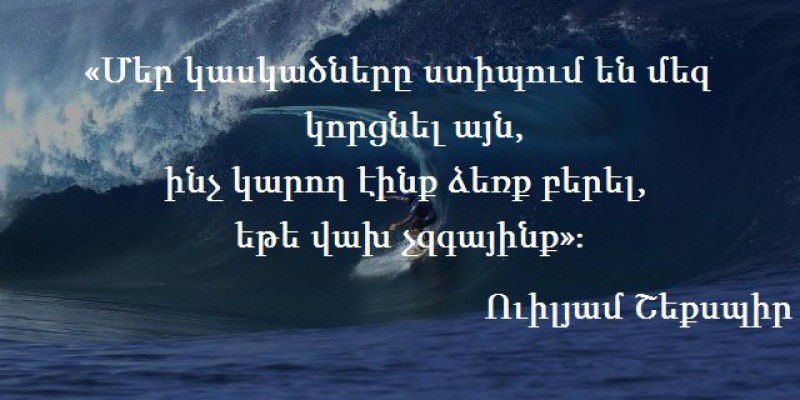 «Մեր կասկածները ստիպում են մեզ
կորցնել այն,
ինչ կարող էինք ձեռք բերել,
եթե վախ չզգայինք»։
Ուիլյամ Շեքսպիր